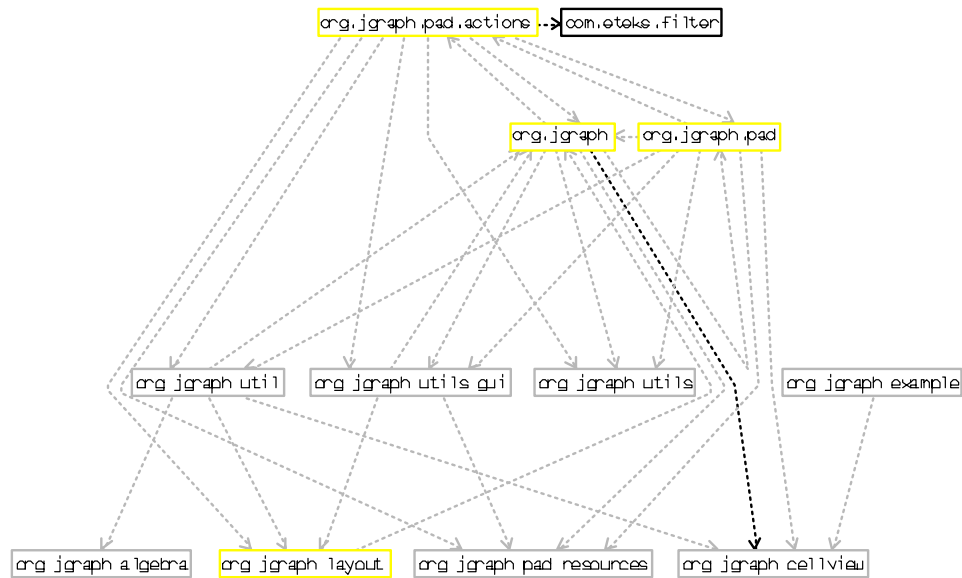 org.jgraph.pad.actions
com.eteks.filter
org.jgraph
org.jgraph.pad
org jgraph util
org jgraph utils gui
org jgraph utils
org jgraph example
org jgraph algebra
org jgraph layout
org jgraph pad resources
org jgraph cellview